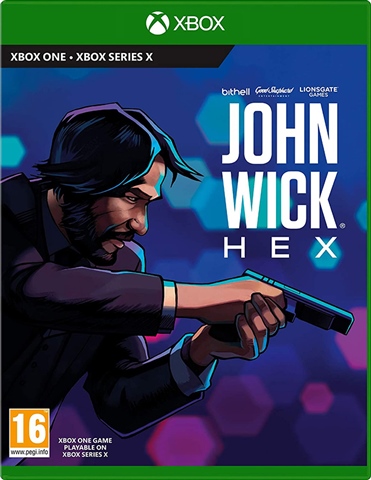 XBOX
XBOX ONE • XBOX SERIES X
bithell Good Shepherd ENTERTAINMENT LIONSGATE GAMES
JOHN
WICK®
HEX
16
www.pegi.info
XBOX ONE GAME
PLAYABLE ON
XBOX SERIES X